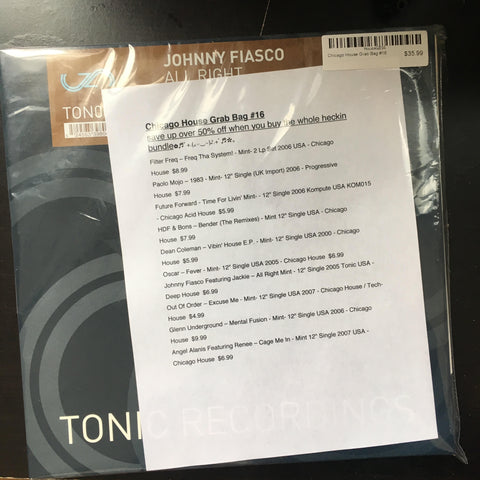 JOHNNY FIASCO
ALL RIGHT
Chicago House Grab Bag #16
$35.99
TONIC
Chicago House Grab Bag #16
save up over 50% off when you buy the whole heckin
bundle
Filter Freq – Freq Tha System! - Mint- 2 Lp Set 2006 USA - Chicago
House $8.99
Paolo Mojo – 1983 - Mint- 12" Single (UK Import) 2006 - Progressive
House $7.99
Future Forward - Time For Livin' Mint- - 12" Single 2006 Kompute USA KOM015
- Chicago Acid House $5.99
HDF & Bons – Bender (The Remixes) - Mint 12" Single USA - Chicago
House $7.99
Dean Coleman – Vibin' House E.P. - Mint- 12" Single USA 2000 - Chicago
House $5.99
Oscar – Fever - Mint- 12" Single USA 2005 - Chicago House $6.99
Johnny Fiasco Featuring Jackie – All Right Mint - 12" Single 2005 Tonic USA -
Deep House $6.99
Out Of Order – Excuse Me - Mint- 12" Single USA 2007 - Chicago House / Tech-
House $4.99
Glenn Underground – Mental Fusion - Mint- 12" Single USA 2006 - Chicago
House $9.99
Angel Alanis Featuring Renee – Cage Me In - Mint 12" Single 2007 USA -
Chicago House $6.99
TONIC RECORDINGS